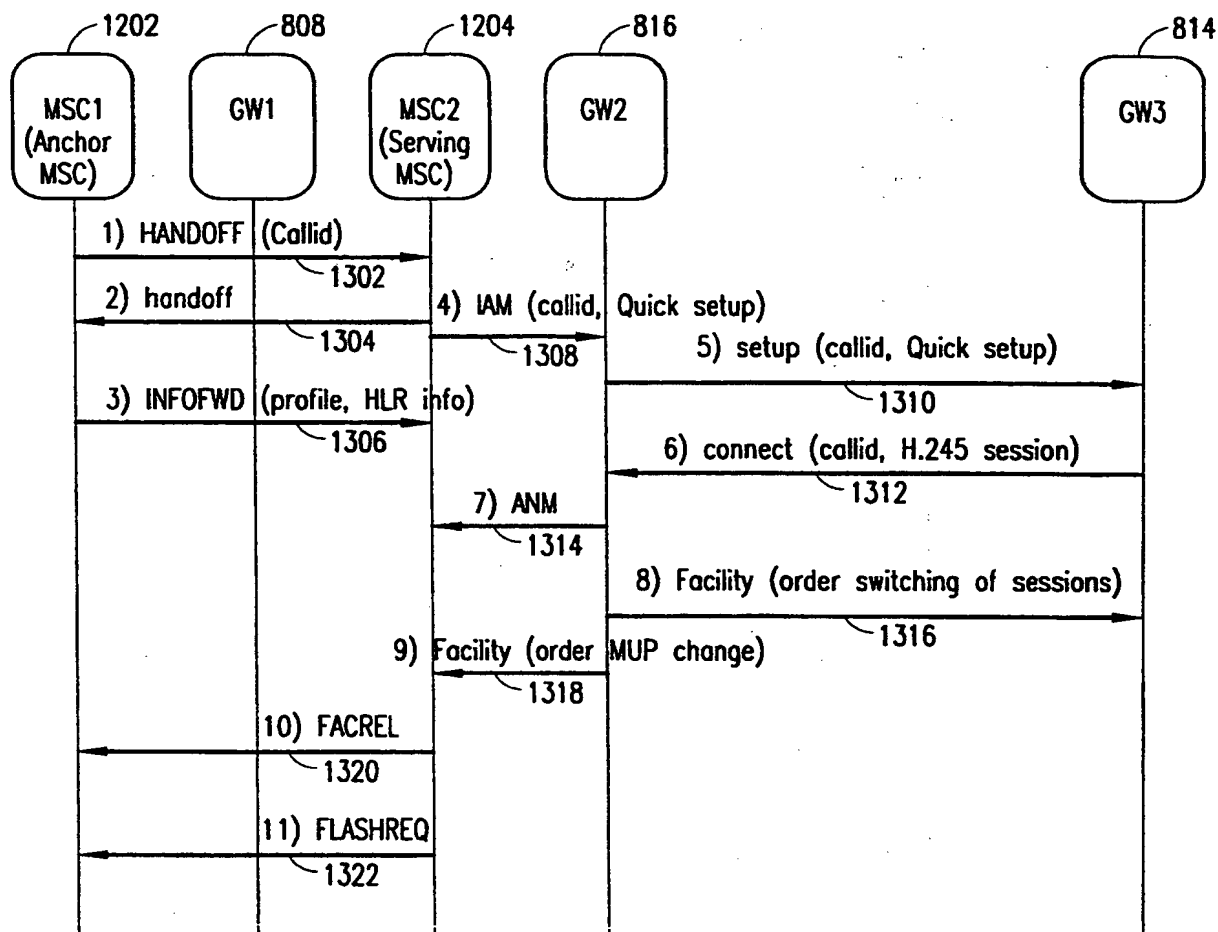 1202
808
1204
816
814
MSC1
(Anchor
MSC)
GW1
MSC2
(Serving
MSC)
GW2
GW3
1) HANDOFF (Callid)
1302
2) handoff
1304
4) IAM (callid, Quick setup)
1308
5) setup (callid, Quick setup)
1310
3) INFOFWD (profile, HLR info)
1306
6) connect (callid, H.245 session)
1312
7) ANM
1314
8) Facility (order switching of sessions)
1316
9) Facility (order MUP change)
1318
10) FACREL
1320
11) FLASHREQ
1322